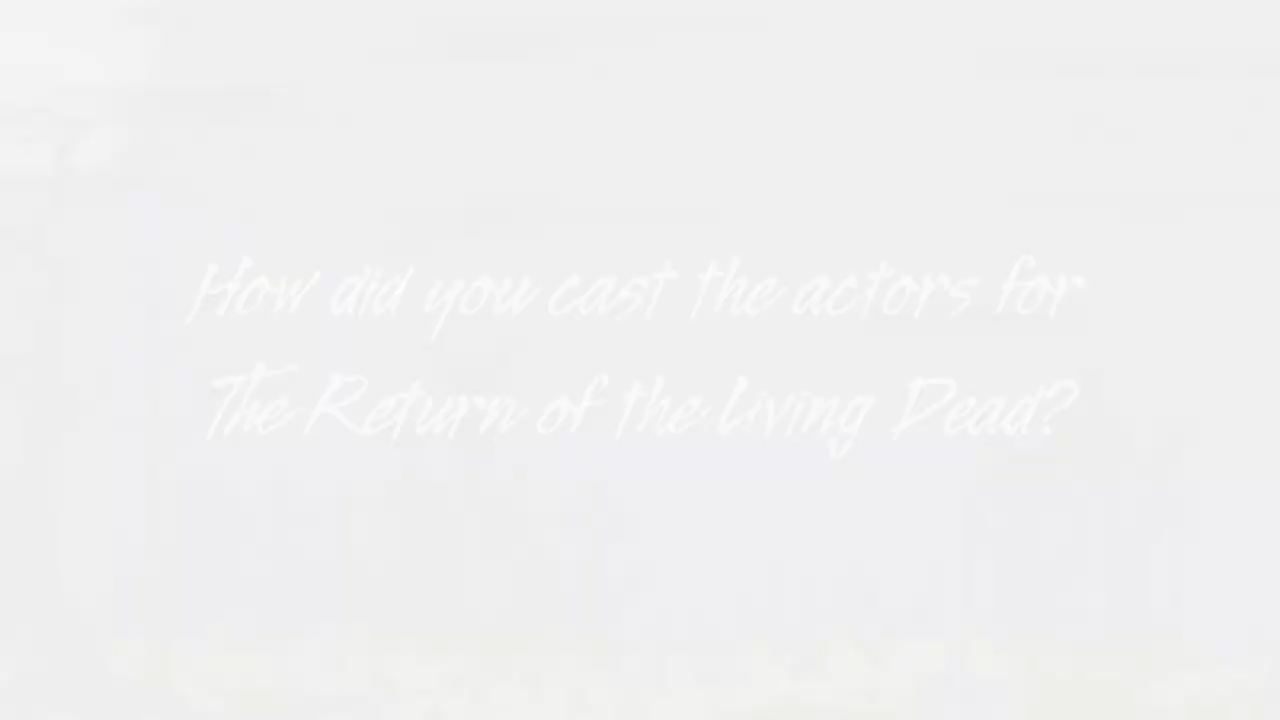 How did you cast the actors for
The Return of the Living Dead?